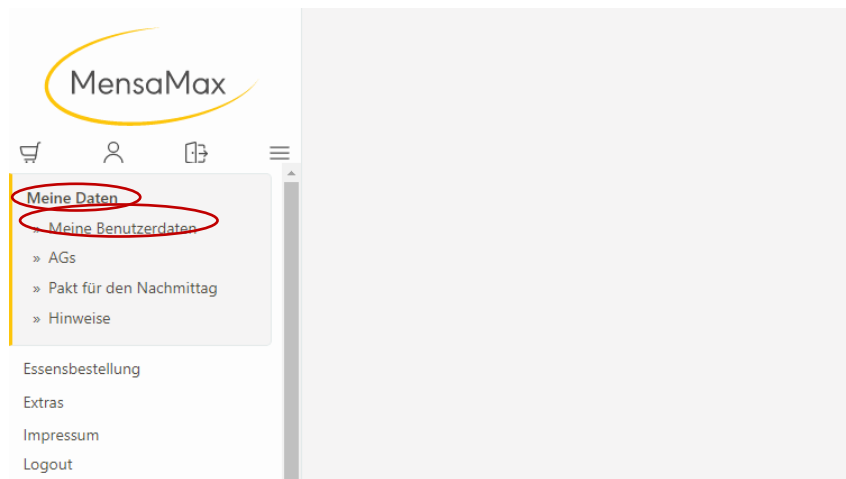 MensaMax
Meine Daten
» Meine Benutzerdaten
» AGs
» Pakt für den Nachmittag
» Hinweise
Essensbestellung
Extras
Impressum
Logout